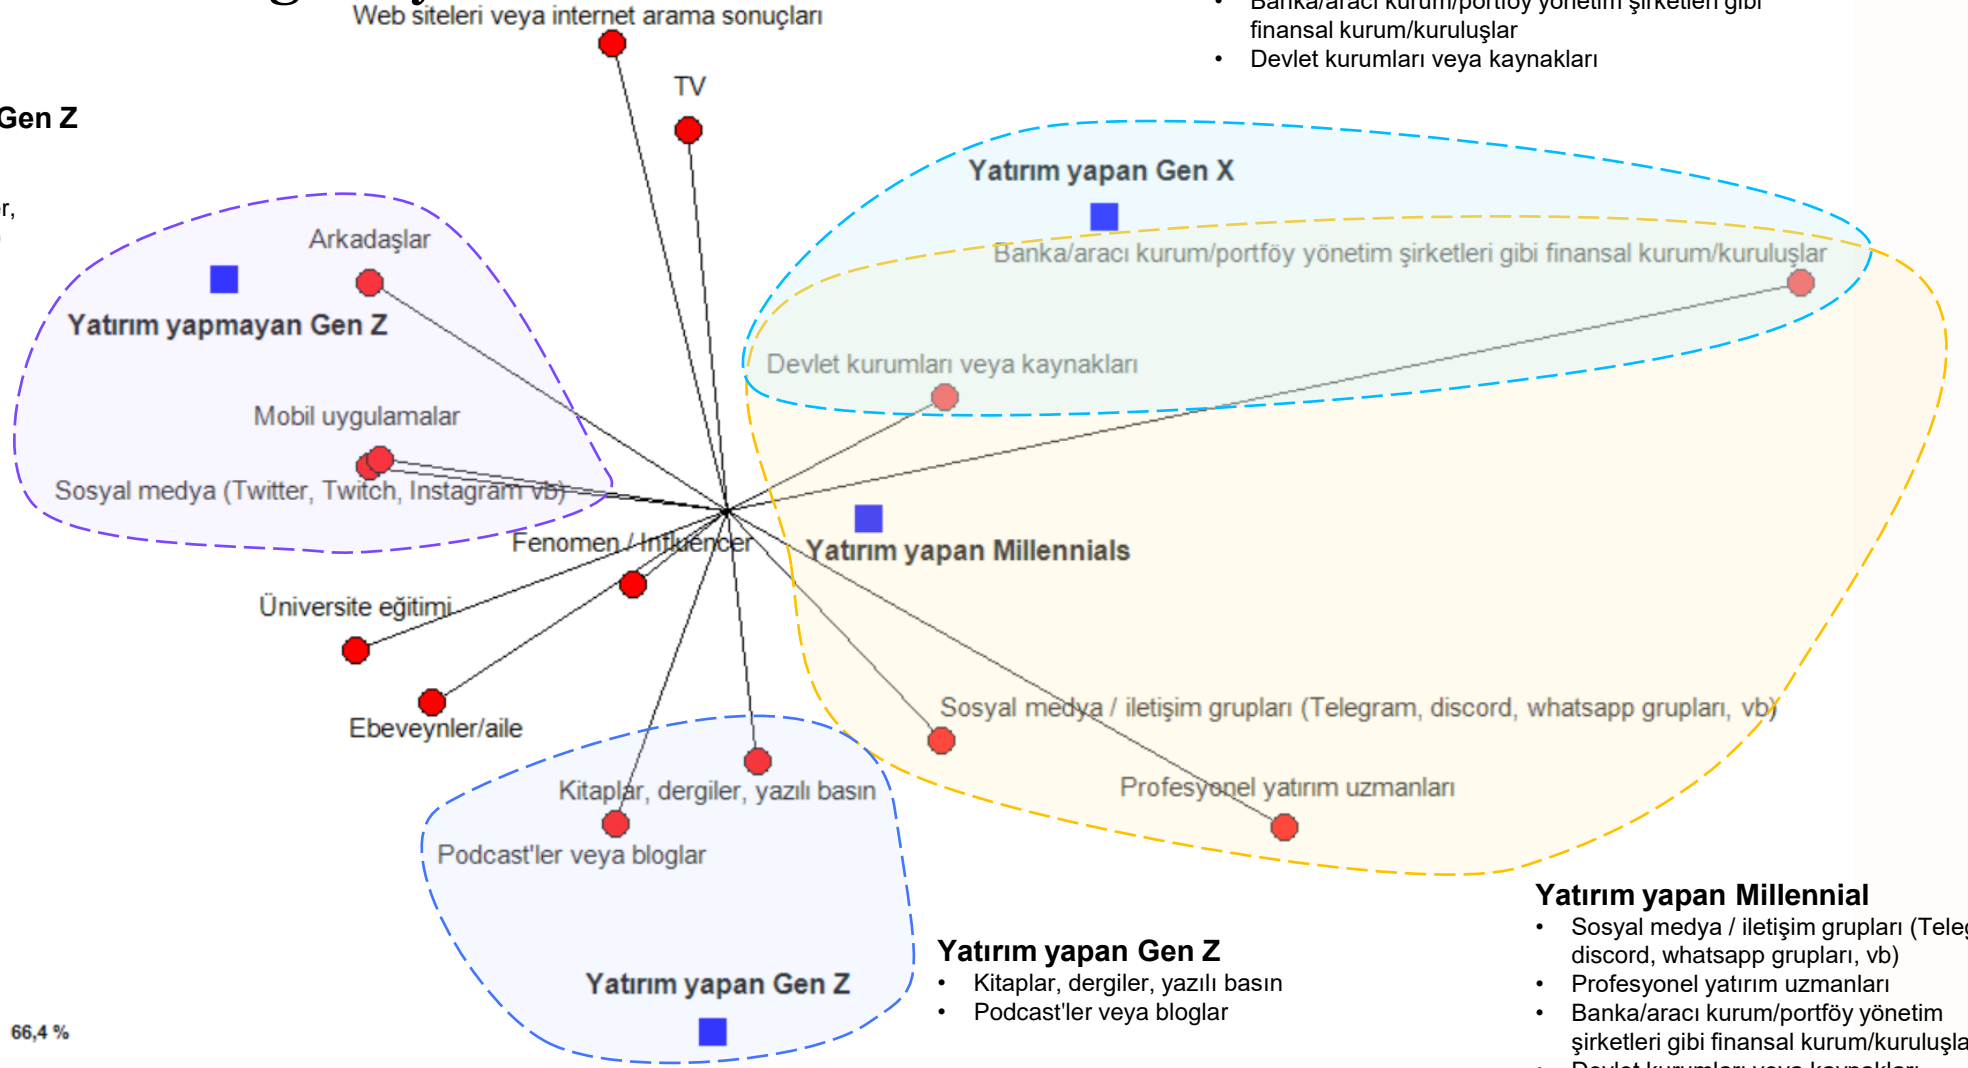 Web siteleri veya internet arama sonuçları
finansal kurum/kuruluşlar
• Devlet kurumları veya kaynakları
TV
Gen Z
Yatırım yapan Gen X
Arkadaşlar
Banka/aracı kurum/portföy yönetim şirketleri gibi finansal kurum/kuruluşlar
Yatırım yapmayan Gen Z
Devlet kurumları veya kaynakları
Mobil uygulamalar
Sosyal medya (Twitter, Twitch, Instagram vb)
Fenomen / Influencer
Yatırım yapan Millennials
Üniversite eğitimi
Ebeveynler/aile
Sosyal medya / iletişim grupları (Telegram, discord, whatsapp grupları, vb)
Kitaplar, dergiler, yazılı basın
Profesyonel yatırım uzmanları
Podcast'ler veya bloglar
Yatırım yapan Gen Z
Yatırım yapan Gen Z
• Kitaplar, dergiler, yazılı basın
• Podcast'ler veya bloglar
Yatırım yapan Millennial
• Sosyal medya / iletişim grupları
discord, whatsapp grupları, vb)
• Profesyonel yatırım uzmanları
• Banka/aracı kurum/portföy yönetim
şirketleri gibi finansal
66,4 %